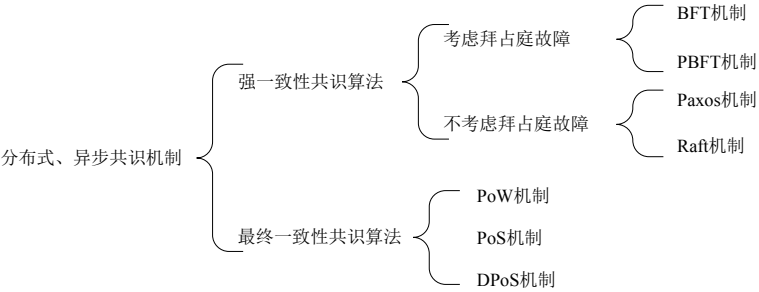 BFT机制
考虑拜占庭故障
PBFT机制
强一致性共识算法
Paxos机制
不考虑拜占庭故障
Raft机制
分布式、异步共识机制
PoW机制
最终一致性共识算法
PoS机制
DPoS机制